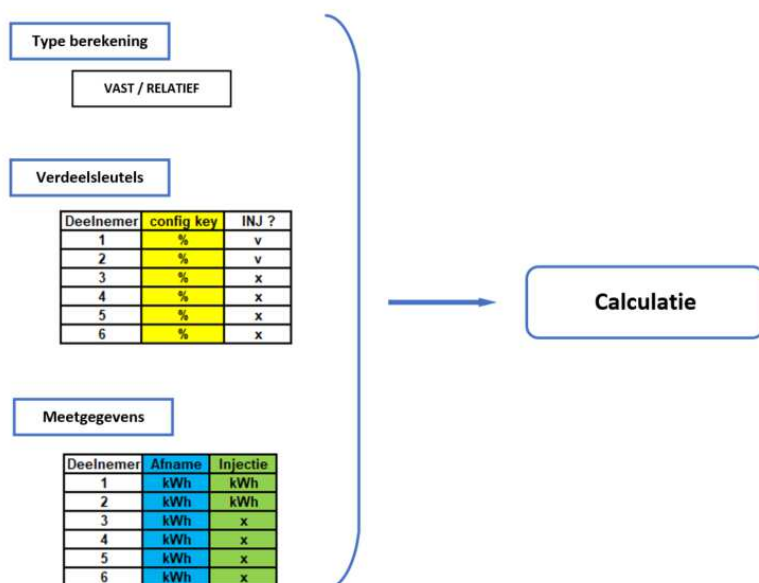 Type berekening
VAST / RELATIEF
Verdeelsleutels
Deelnemer config key INJ ?
1 % v
2 % v
3 % x
4 % x
5 % x
6 % x
Calculatie
Meetgegevens
Deelnemer Afname Injectie
1 kWh kWh
2 kWh kWh
3 kWh x
4 kWh x
5 kWh x
6 kWh x